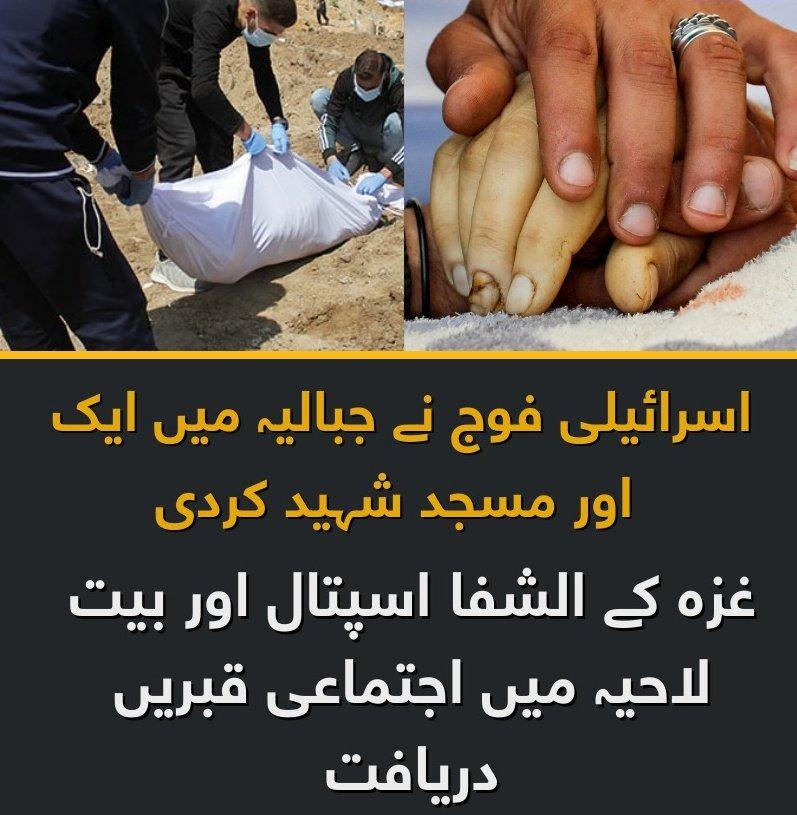 اسرائیلی فوج نے جبالیہ میں ایک
اور مسجد شہید کردی
غزہ کے الشفا اسپتال اور بیت
لاحیہ میں اجتماعی قبریں
دریافت